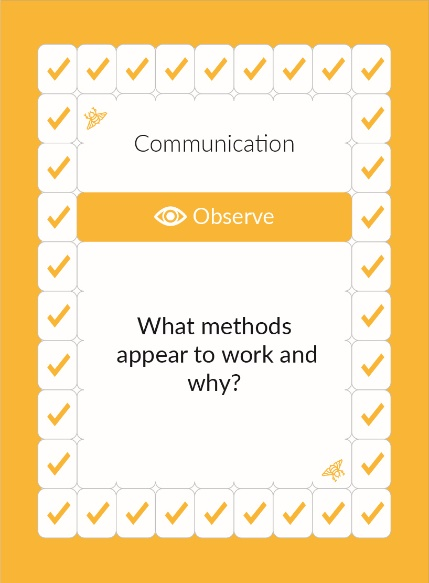 Communication
Observe
What methods
appear to work and
why?